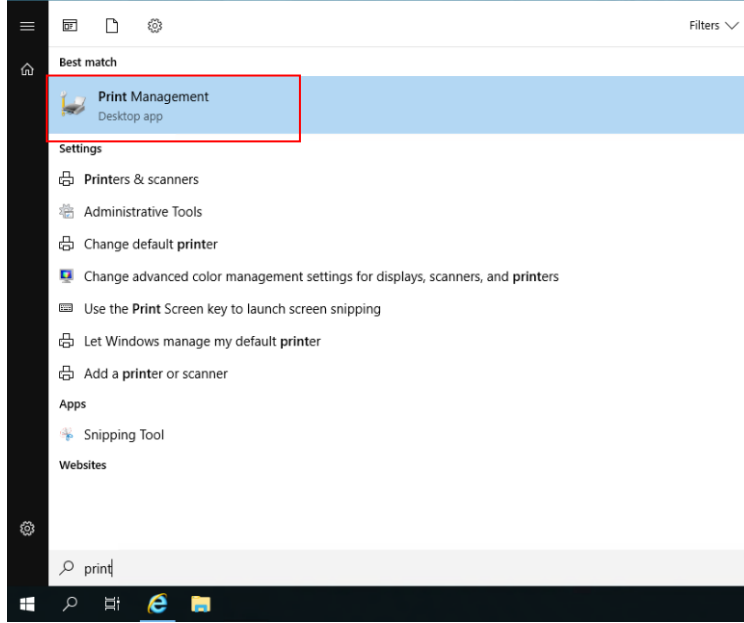 Filters
Best match
Print Management
Desktop app
Settings
Printers & scanners
Administrative Tools
Change default printer
Change advanced color management settings for displays, scanners, and printers
Use the Print Screen key to launch screen snipping
Let Windows manage my default printer
Add a printer or scanner
Apps
Snipping Tool
Websites
print